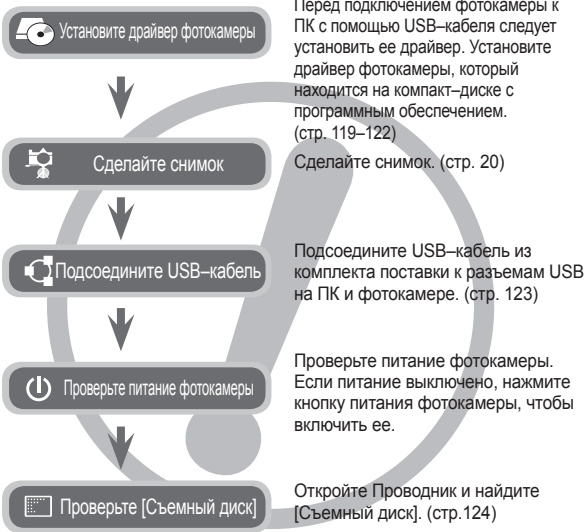 Установите драйвер фотокамеры
Перед подключением фотокамеры к
ПК с помощью USB–кабеля следует
установить ее драйвер. Установите
драйвер фотокамеры, который
находится на компакт–диске с
программным обеспечением.
(стр. 119–122)
Сделайте снимок
Сделайте снимок. (стр. 20)
Подсоедините USB–кабель
Подсоедините USB–кабель из
комплекта поставки к разъемам USB
на ПК и фотокамере. (стр. 123)
Проверьте питание фотокамеры
Проверьте питание фотокамеры.
Если питание выключено, нажмите
кнопку питания фотокамеры, чтобы
включить ее.
Проверьте [Съемный диск]
Откройте Проводник и найдите
[Съемный диск]. (стр.124)